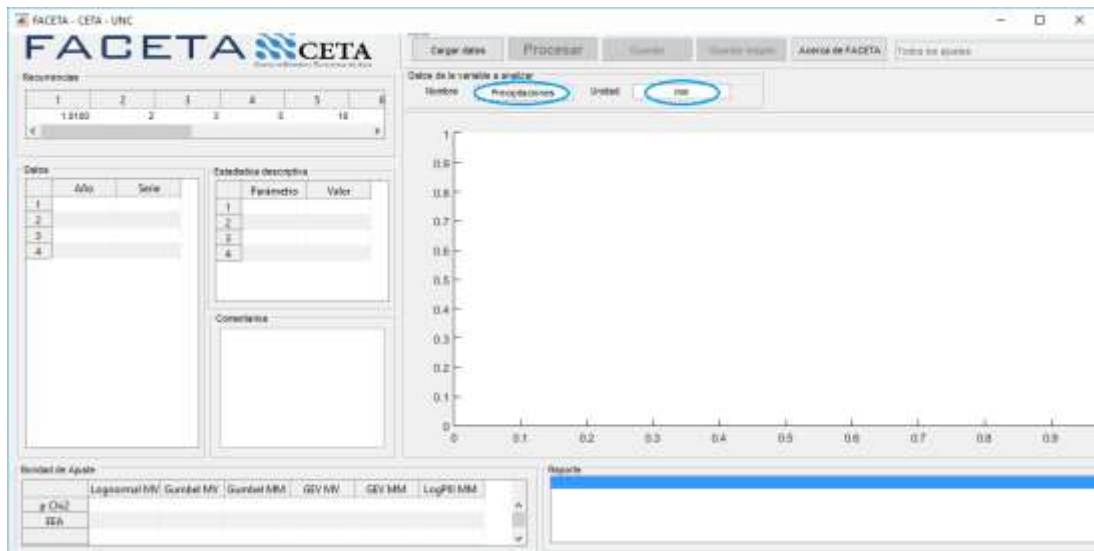 FACETA - CETA - UNC
FACETA CETA
Cargar datos Procesar Guardar Acerca de FACETA Todos los ajustes
Recurrencias
Datos de la variable a analizar
Nombre Precipitaciones Unidad mm
1 2 3 4 5 6
1.0100 2 3 5 10
Datos
Año Serie
1
2
3
4
Estadística descriptiva
Parámetro Valor
1
2
3
4
Comentarios
1
0.9
0.8
0.7
0.6
0.5
0.4
0.3
0.2
0.1
0
0 0.1 0.2 0.3 0.4 0.5 0.6 0.7 0.8 0.9
Bondad de Ajuste
Lognormal MV Gumbel MV Gumbel MM GEV MV GEV MM LogPIII MM
p Chi2
EEA
Reporte